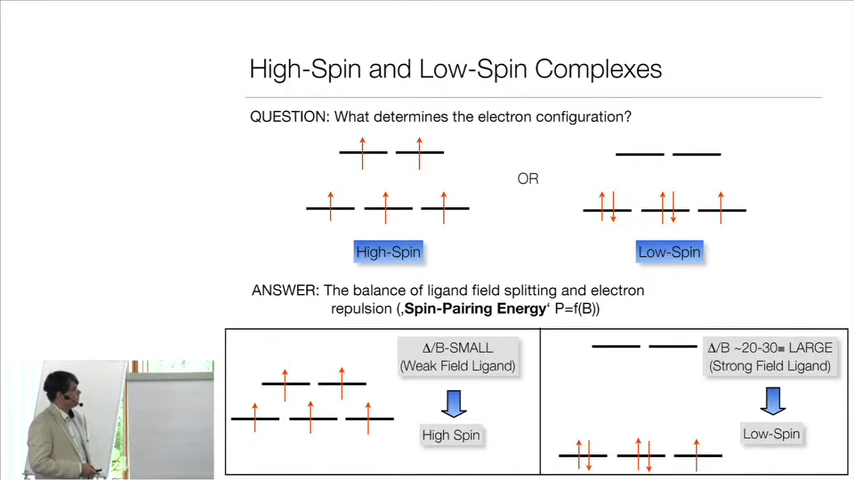 High-Spin and Low-Spin Complexes
QUESTION: What determines the electron configuration?
OR
High-Spin
Low-Spin
ANSWER: The balance of ligand field splitting and electron
repulsion (‚Spin-Pairing Energy‘ P=f(B))
Δ/B-SMALL
(Weak Field Ligand)
High Spin
Δ/B ~20-30≡ LARGE
(Strong Field Ligand)
Low-Spin